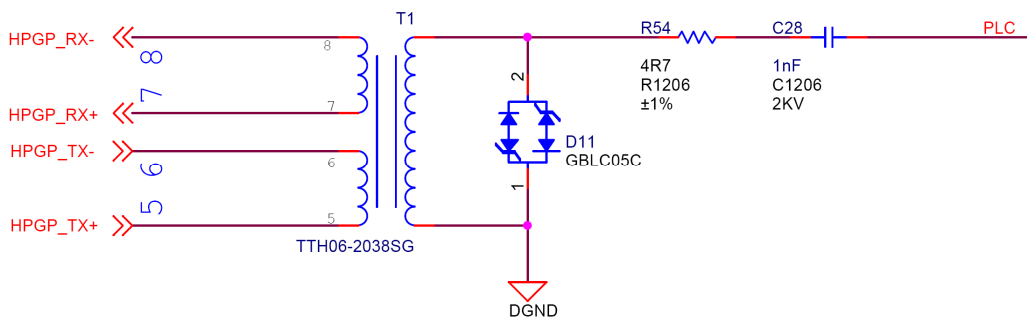 T1
HPGP_RX-
8
8
R54
C28
PLC
4R7
1nF
R1206
C1206
±1%
2KV
2
7
HPGP_RX+
7
D11
GBLC05C
HPGP_TX-
6
6
1
5
HPGP_TX+
5
TTH06-2038SG
DGND